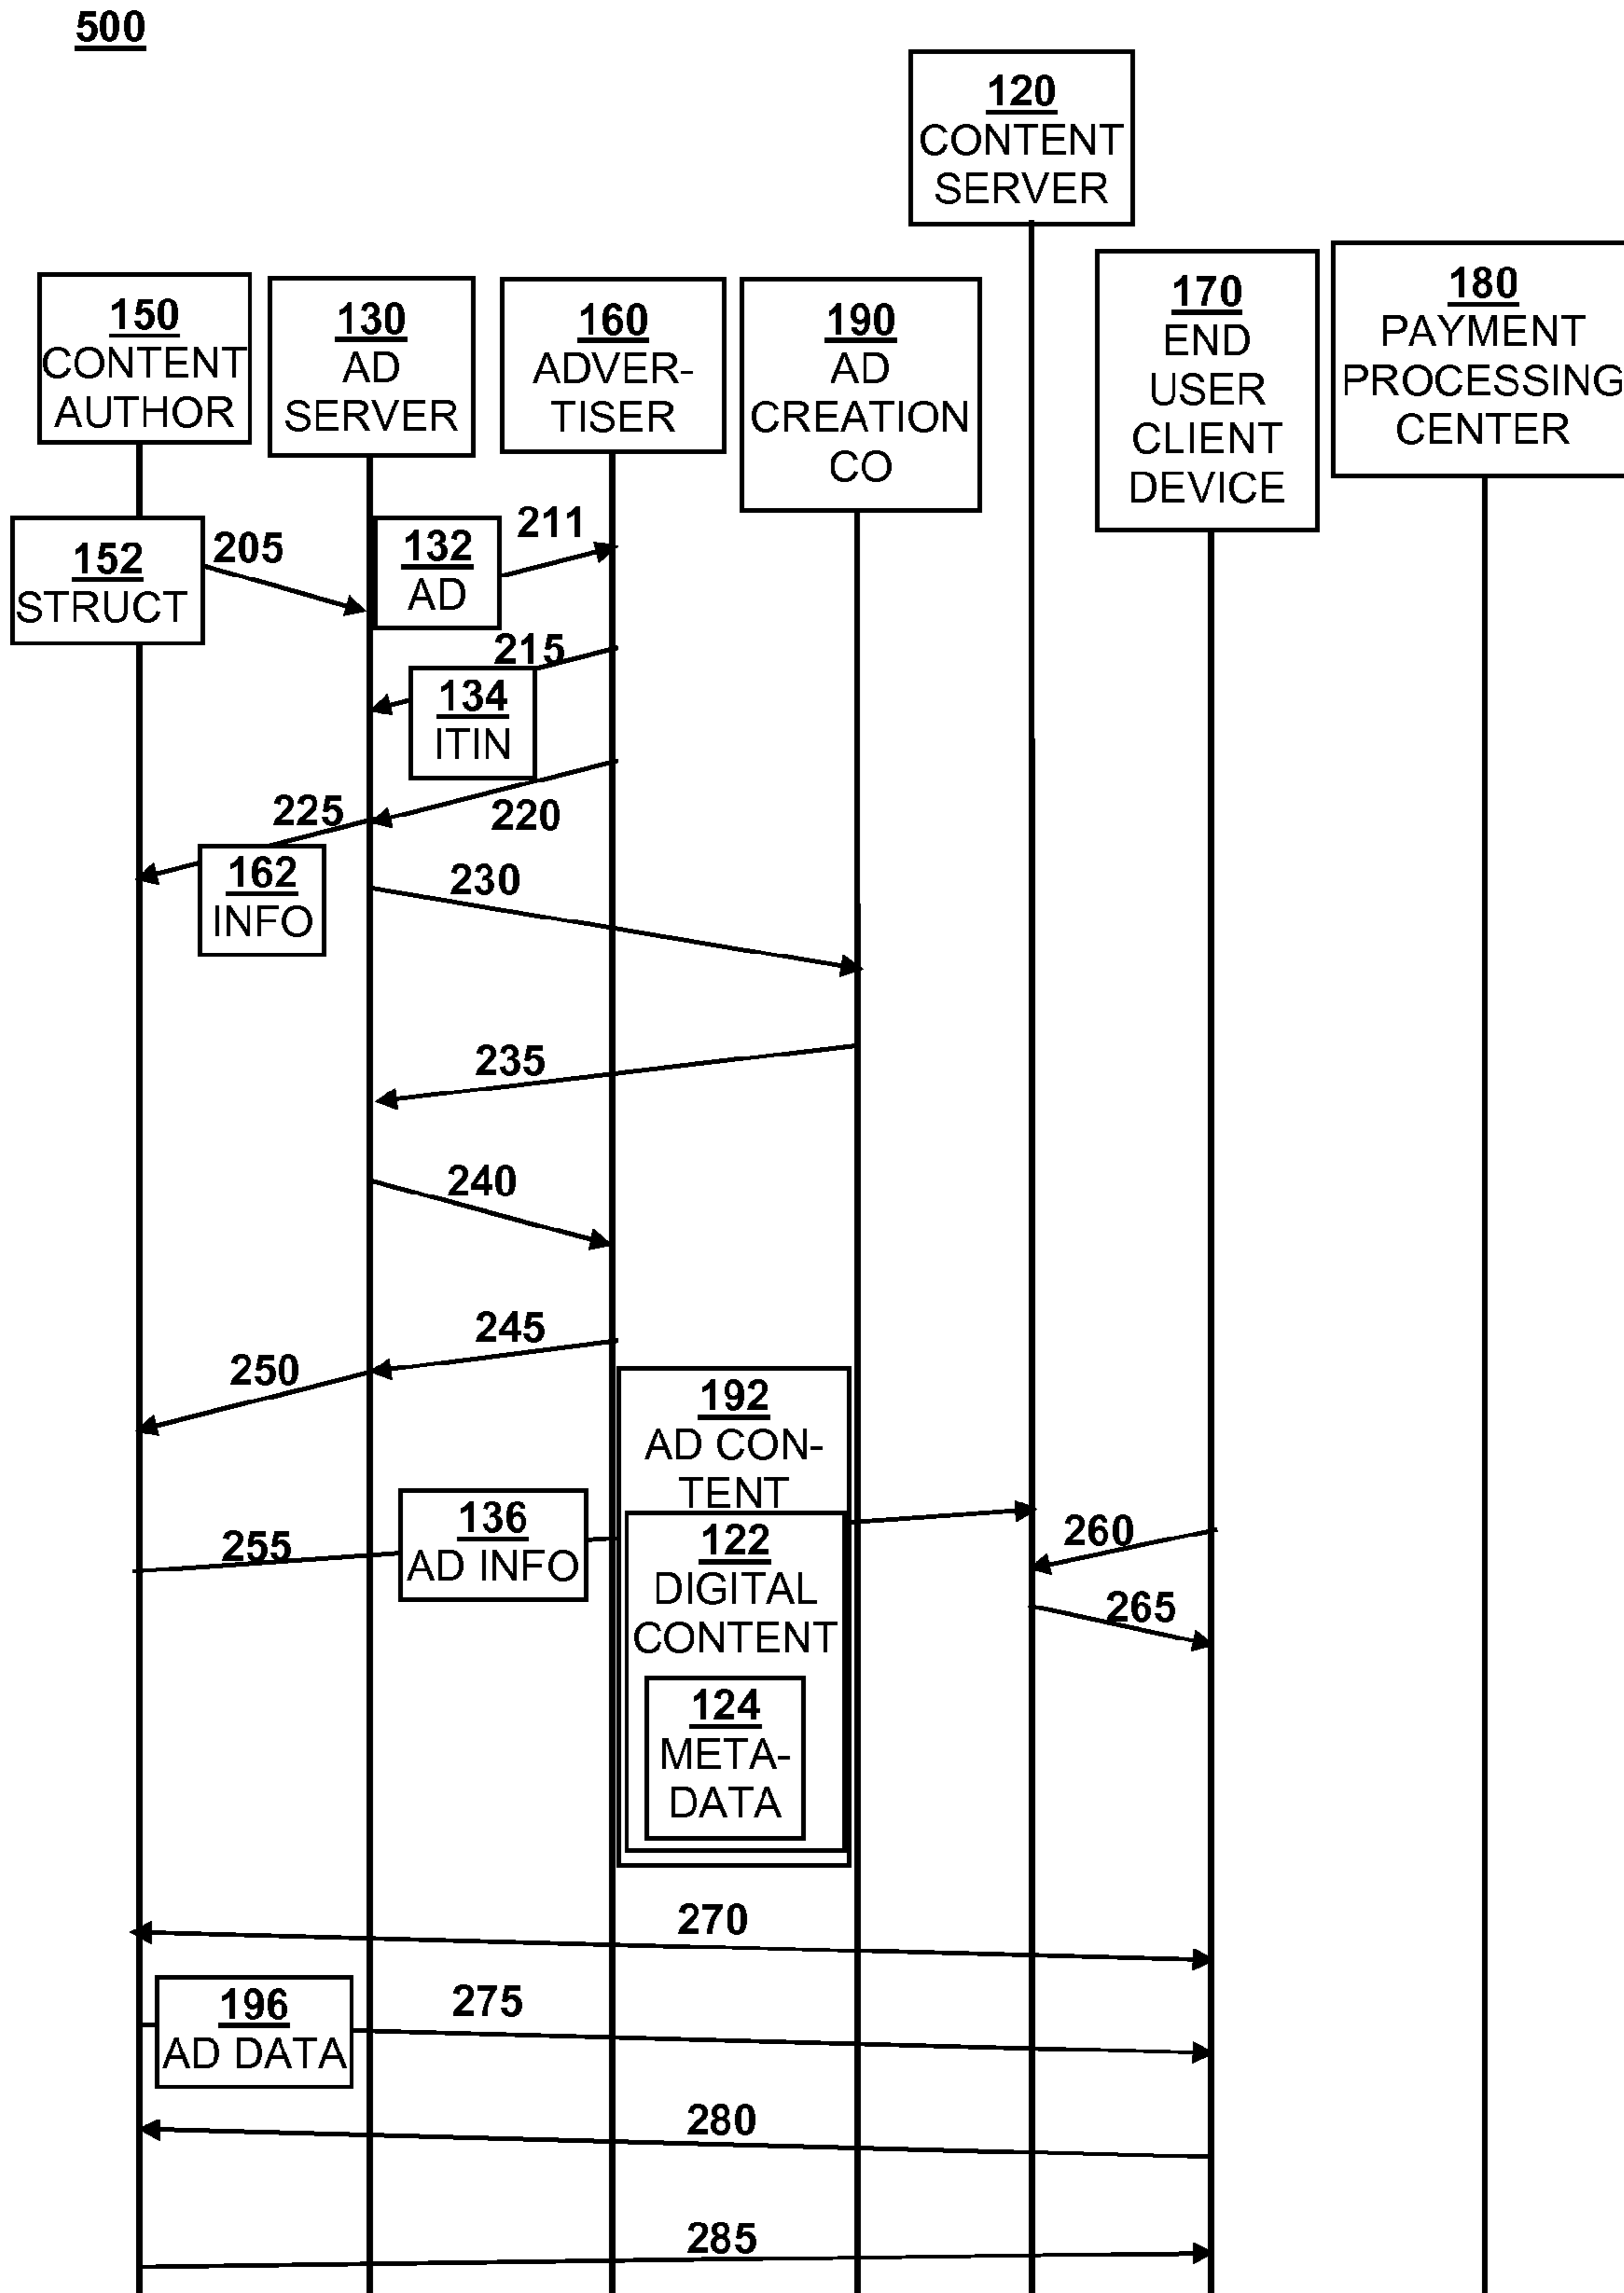 500
120
CONTENT
SERVER
150
CONTENT
AUTHOR
130
AD
SERVER
160
ADVER-
TISER
190
AD
CREATION
CO
170
END
USER
CLIENT
DEVICE
180
PAYMENT
PROCESSING
CENTER
152
STRUCT
205
132
AD
211
215
134
ITIN
220
225
162
INFO
230
235
240
245
250
192
AD CON-
TENT
255
136
AD INFO
122
DIGITAL
CONTENT
124
META-
DATA
260
265
270
196
AD DATA
275
280
285